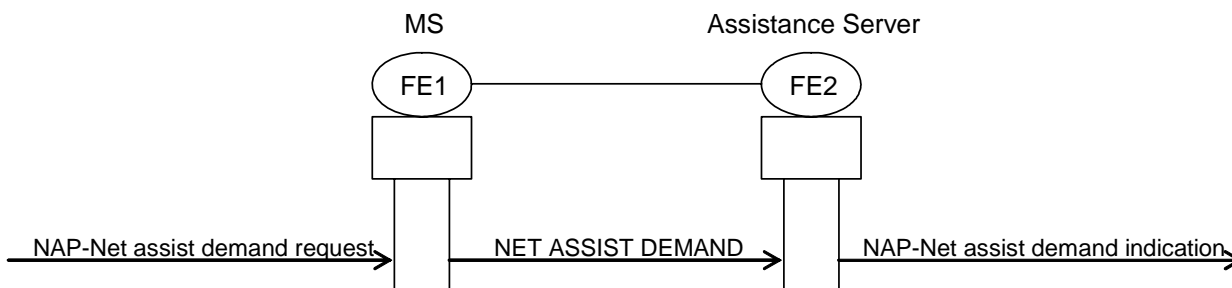 MS
Assistance Server
FE1
FE2
NAP-Net assist demand request
NET ASSIST DEMAND
NAP-Net assist demand indication